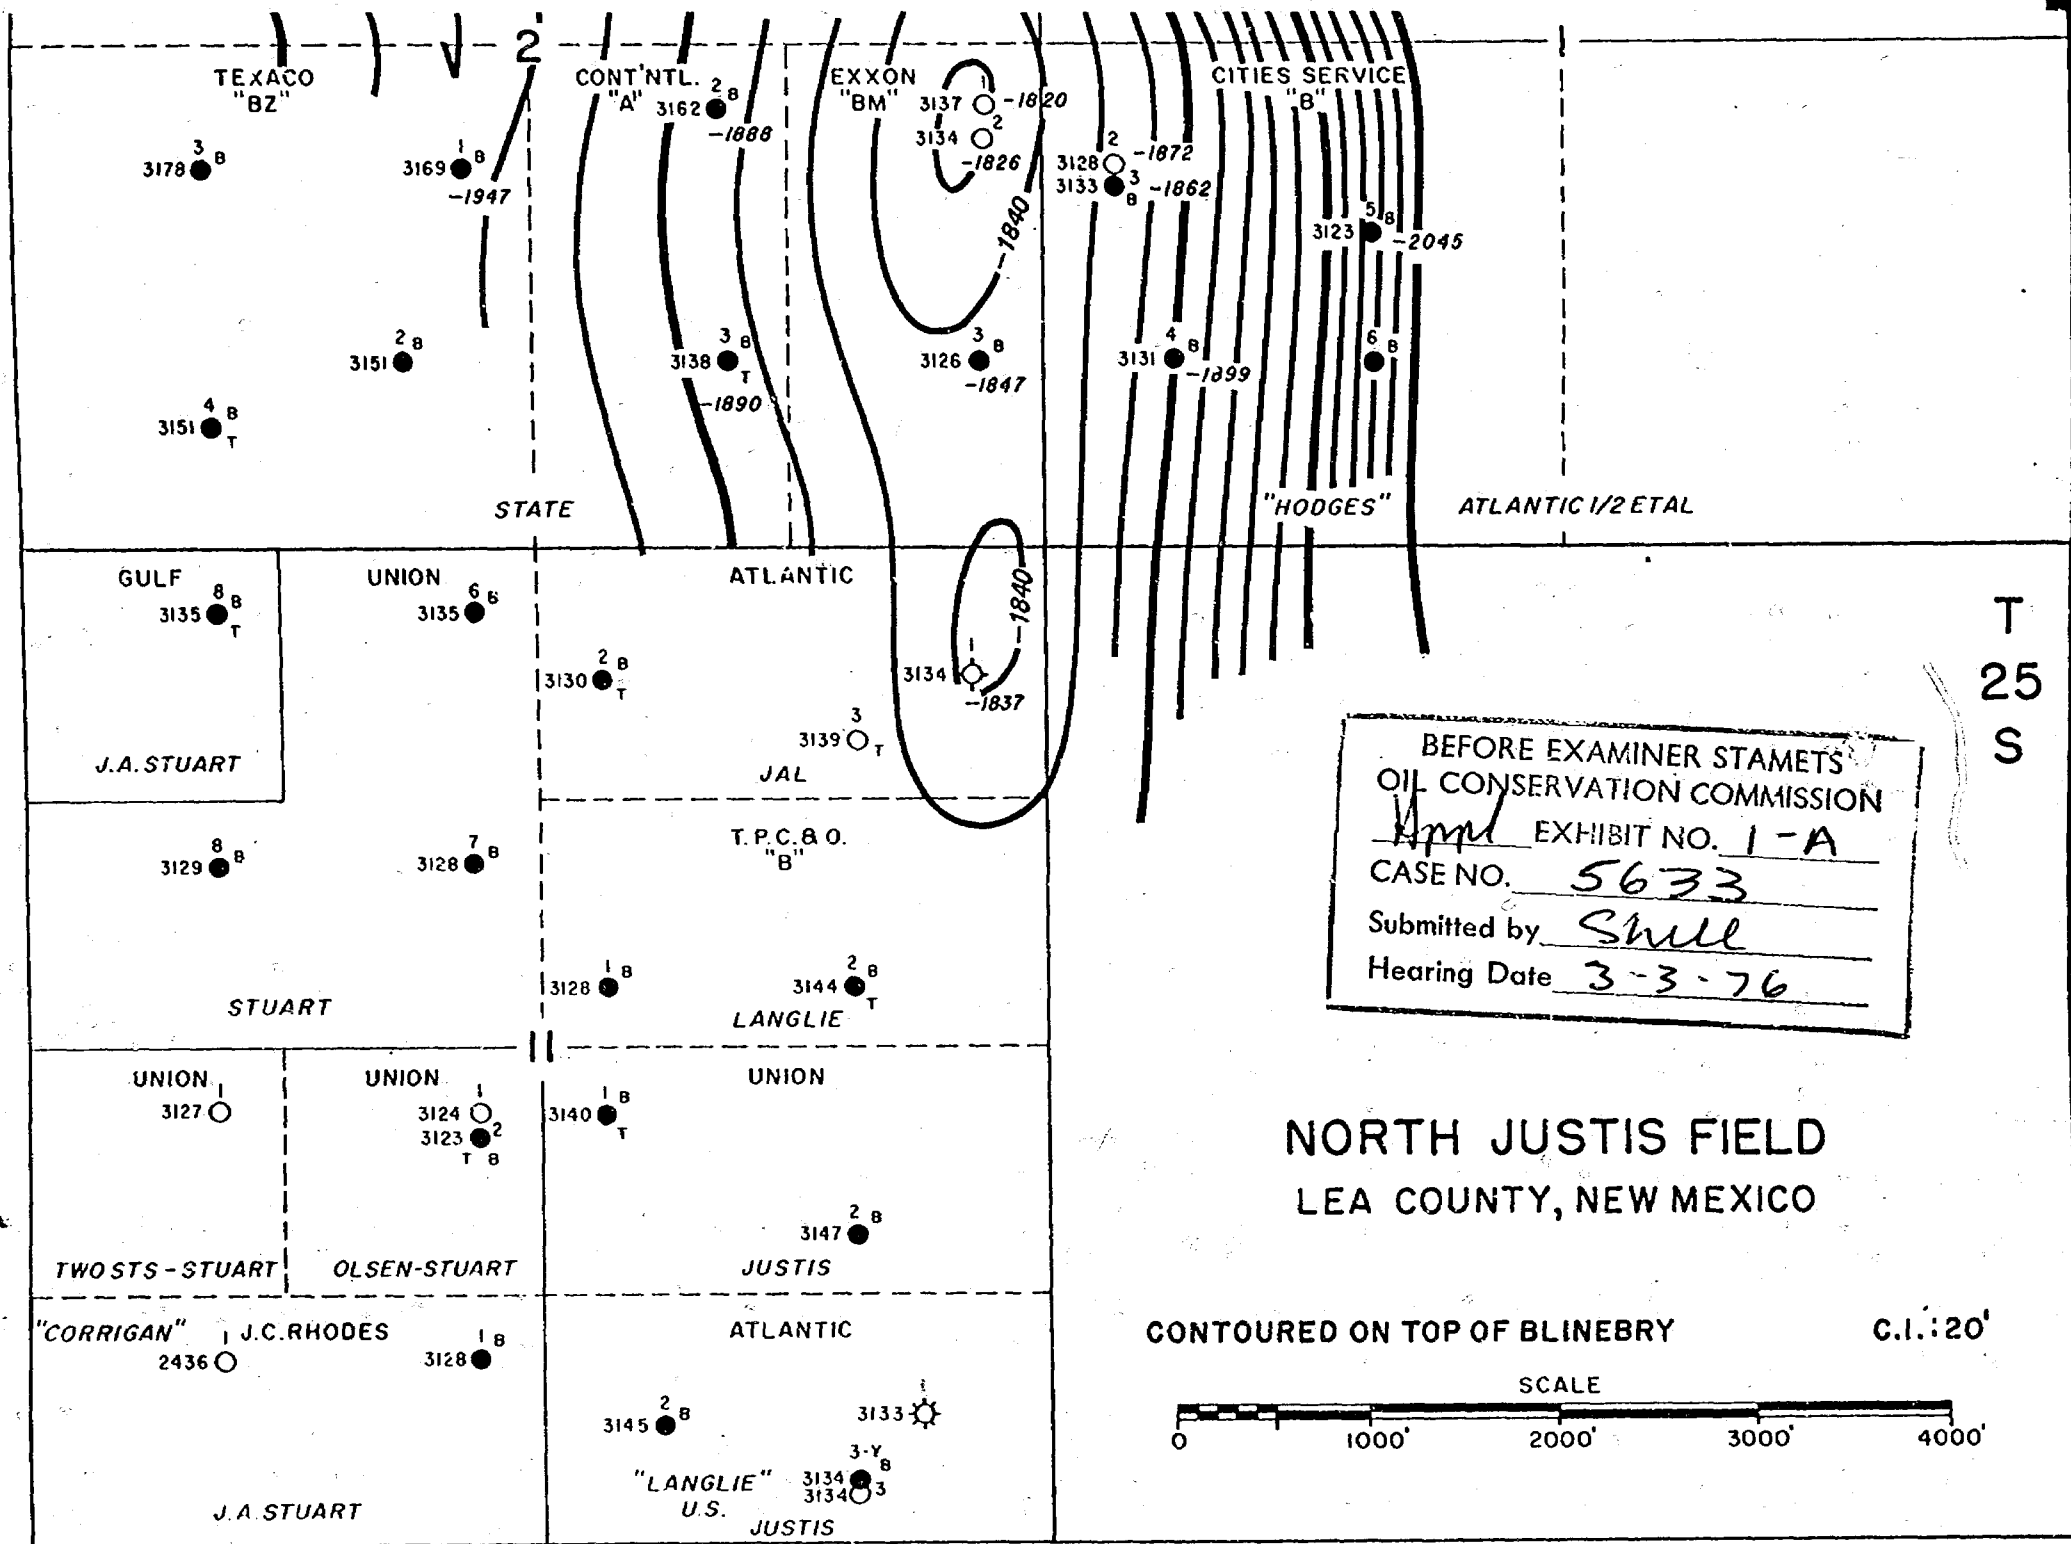 2
TEXACO
"BZ"
CONT'NTL.
"A"
EXXON
"BM"
CITIES SERVICE
"B"
2 B
3162
-1888
1
3137 -1820
2
3134
-1826
3 B
3178
1 B
3169
-1947
2
3128 -1872
3133 3 B -1862
-1840
5 B
3123 -2045
2 B
3151
3 B
3138 T
-1890
3 B
3126
-1847
4 B
3131
-1899
6 B
4 B
3151 T
STATE
"HODGES"
ATLANTIC 1/2 ETAL
GULF
8 B
3135 T
UNION
6 B
3135
ATLANTIC
-1840
2 B
3130 T
1
3134
-1837
3
3139 T
J.A. STUART
JAL
T
25
S
T. P. C. & O.
"B"
8 B
3129
7 B
3128
1 B
3128
2 B
3144 T
STUART
LANGLIE
BEFORE EXAMINER STAMETS
OIL CONSERVATION COMMISSION
Appl EXHIBIT NO. 1-A
CASE NO. 5633
Submitted by Shell
Hearing Date 3-3-76
11
UNION
1
3127
UNION
1
3124
3123 2
T B
UNION
1 B
3140 T
2 B
3147
TWO STS-STUART
OLSEN-STUART
JUSTIS
NORTH JUSTIS FIELD
LEA COUNTY, NEW MEXICO
"CORRIGAN" J.C. RHODES
1
2436
1 B
3128
ATLANTIC
2 B
3145
1
3133
3-Y B
3134
3134 3
"LANGLIE"
U.S.
JUSTIS
J.A. STUART
CONTOURED ON TOP OF BLINEBRY C.I.: 20'
SCALE
0 1000' 2000' 3000' 4000'